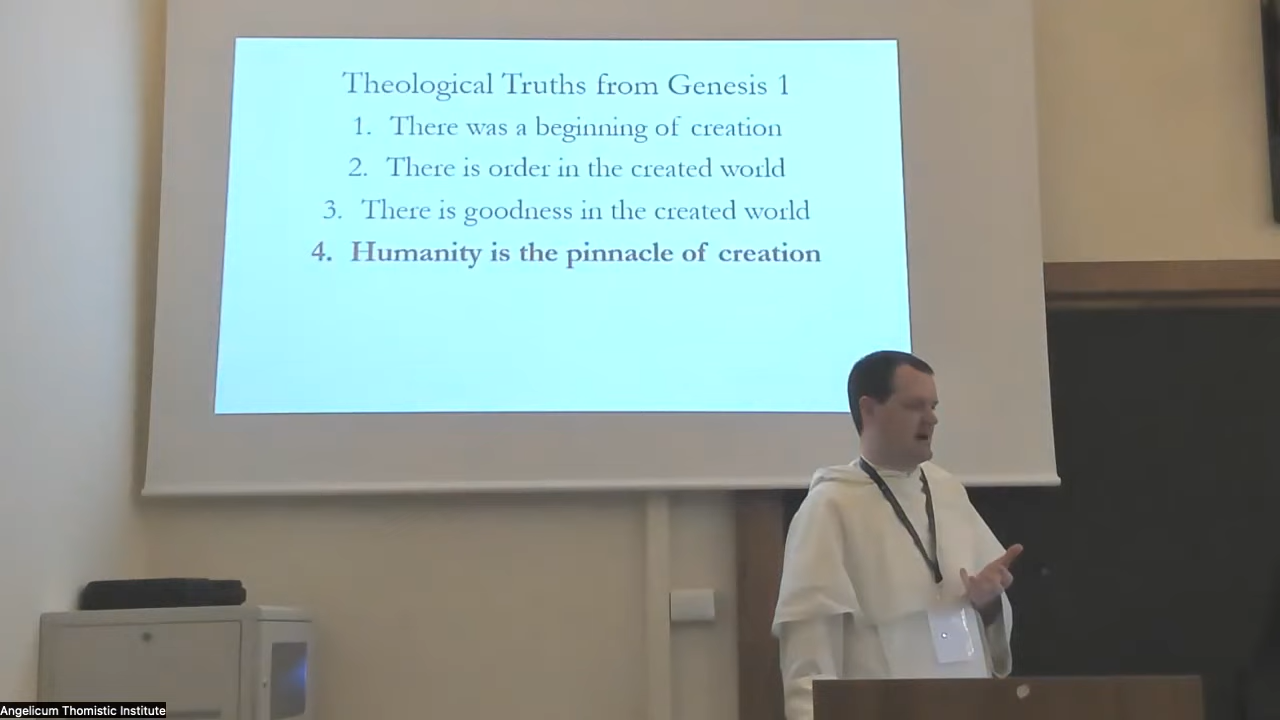 Theological Truths from Genesis 1
1. There was a beginning of creation
2. There is order in the created world
3. There is goodness in the created world
4. Humanity is the pinnacle of creation
Angelicum Thomistic Institute